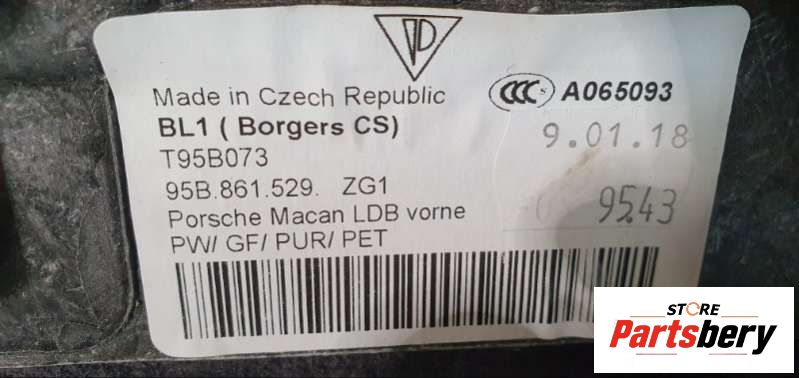 Made in Czech Republic
CCC S A065093
BL1 ( Borgers CS)
9.01.18
T95B073
95B.861.529. ZG1
9543
Porsche Macan LDB vorne
PW/ GF/ PUR/ PET
STORE
Partsbery